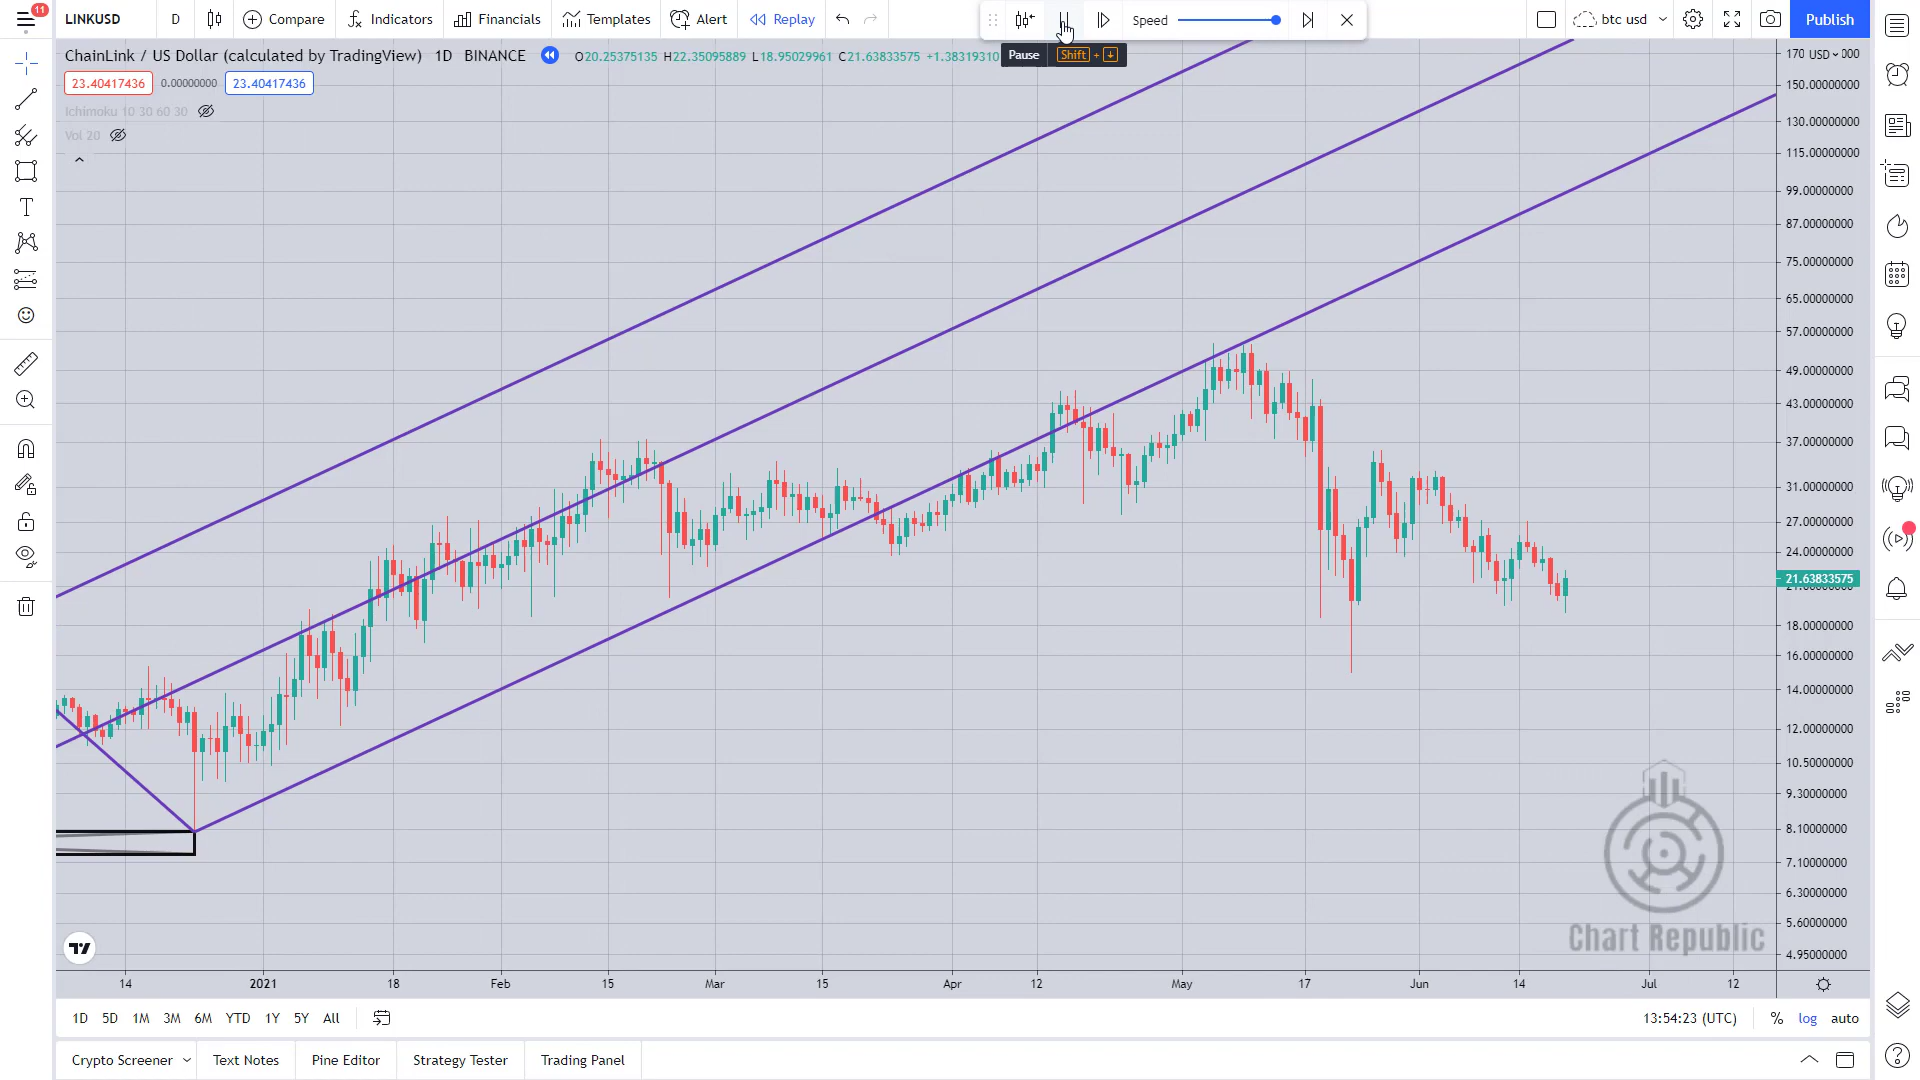 11
LINKUSD D Compare Indicators Financials Templates Alert Replay Speed btc usd Publish
Pause Shift + ↓
ChainLink / US Dollar (calculated by TradingView) 1D BINANCE O20.25375135 H22.35095889 L18.95029961 C21.63833575 +1.38319310
23.40417436 0.00000000 23.40417436
Ichimoku 10 30 60 30
Vol 20
170 USD 000
150.00000000
130.00000000
115.00000000
99.00000000
87.00000000
75.00000000
65.00000000
57.00000000
49.00000000
43.00000000
37.00000000
31.00000000
27.00000000
24.00000000
21.63833575
18.00000000
16.00000000
14.00000000
12.00000000
10.50000000
9.30000000
8.10000000
7.10000000
6.30000000
5.60000000
4.95000000
Chart Republic
14 2021 18 Feb 15 Mar 15 Apr 12 May 17 Jun 14 Jul 12
1D 5D 1M 3M 6M YTD 1Y 5Y All 13:54:23 (UTC) % log auto
Crypto Screener Text Notes Pine Editor Strategy Tester Trading Panel